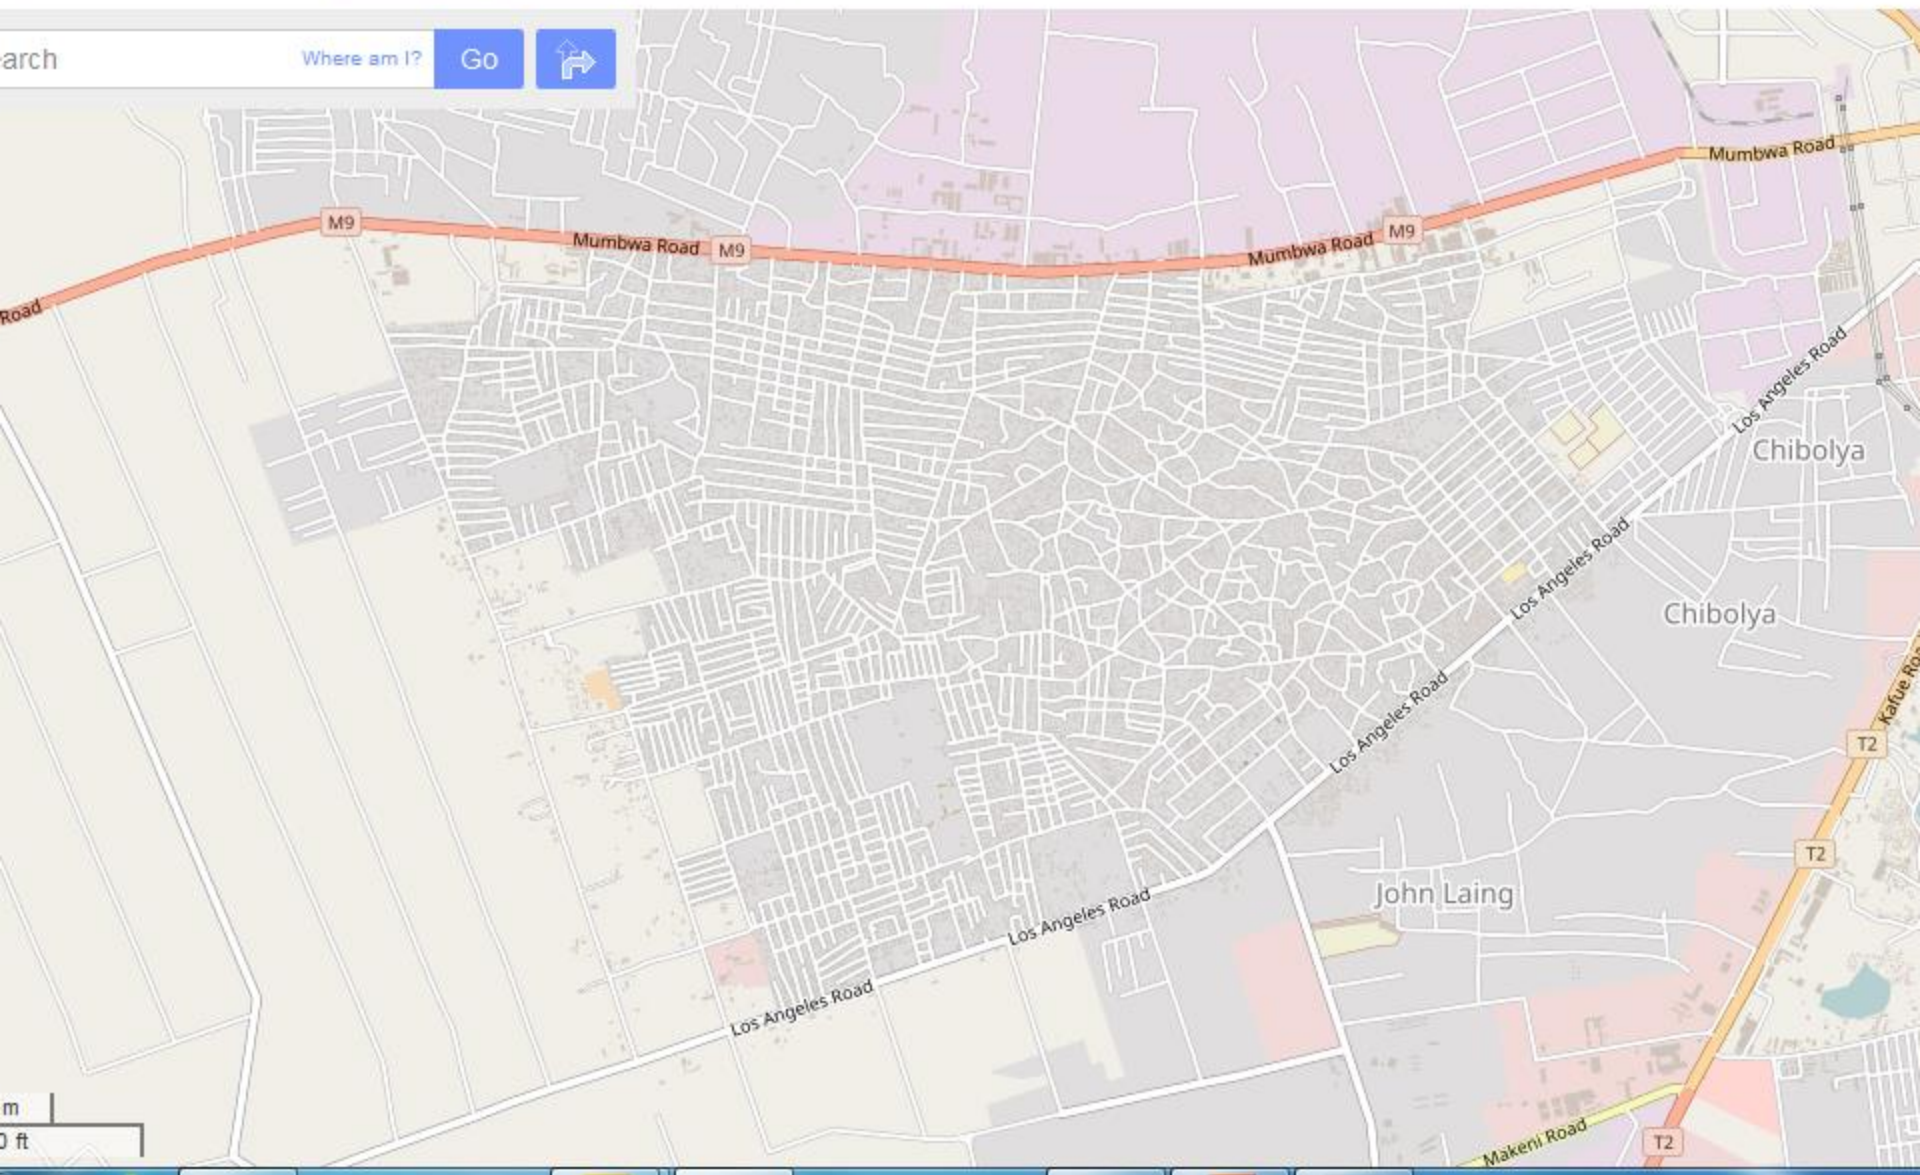 arch
Where am I?
Go
Mumbwa Road
M9
Mumbwa Road
M9
Mumbwa Road
M9
Road
Los Angeles Road
Chibolya
Los Angeles Road
Chibolya
Los Angeles Road
Kafue Roa
T2
T2
John Laing
Los Angeles Road
Los Angeles Road
m
0 ft
Makeni Road
T2